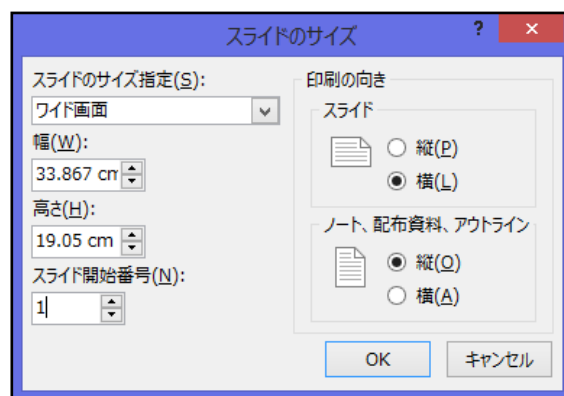 スライドのサイズ
?
スライドのサイズ指定(S):
ワイド画面
幅(W):
33.867 cm
高さ(H):
19.05 cm
スライド開始番号(N):
1
印刷の向き
スライド
縦(P)
横(L)
ノート、配布資料、アウトライン
縦(O)
横(A)
OK
キャンセル